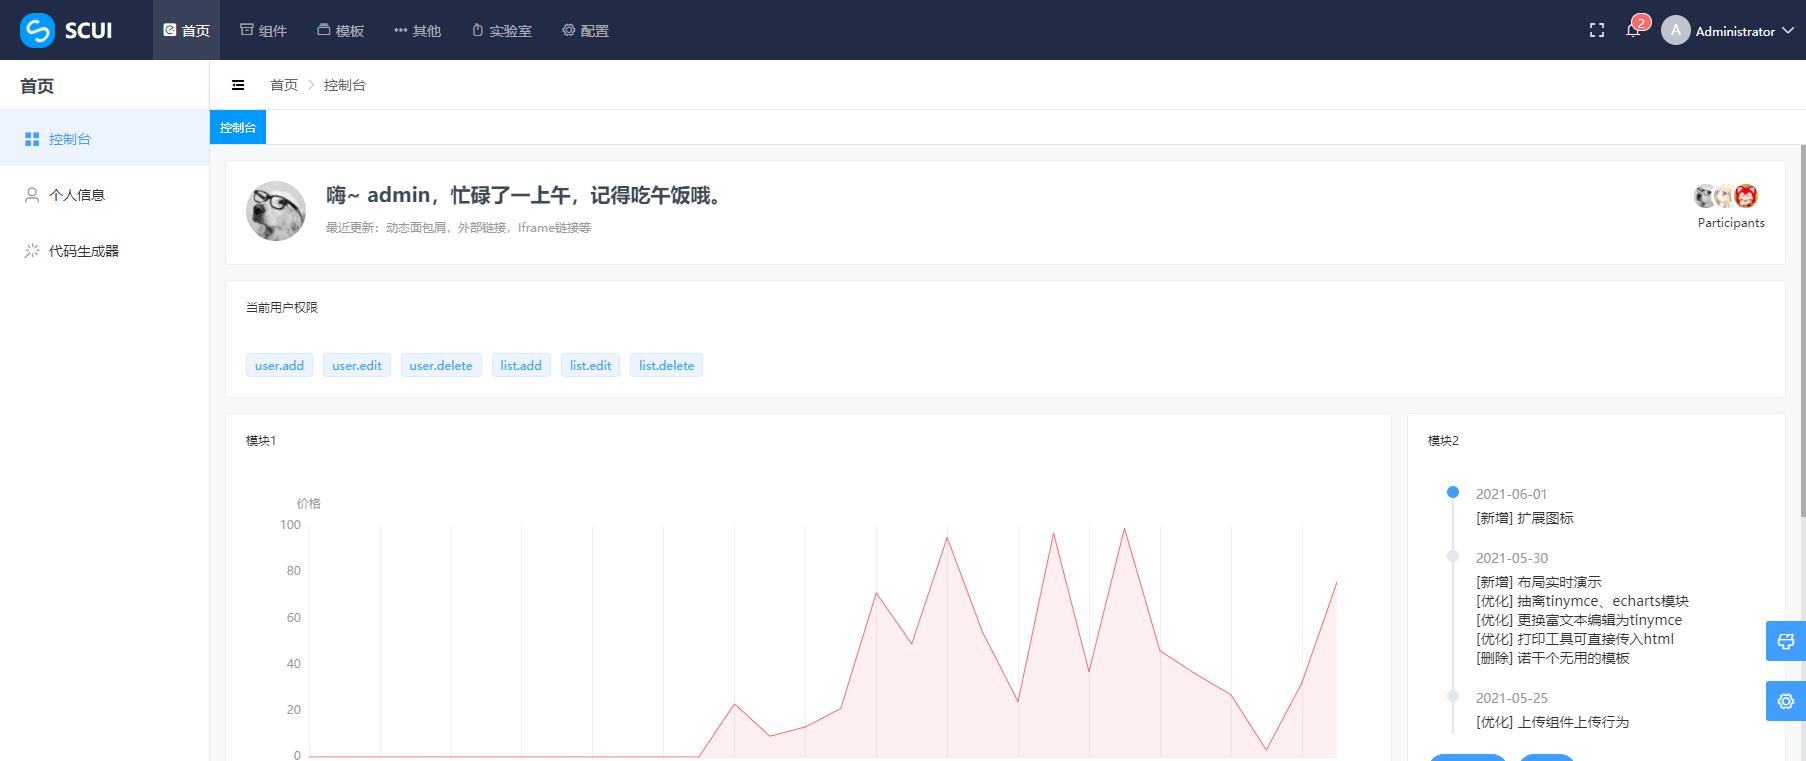 SCUI
首页
组件
模板
其他
实验室
配置
2
A
Administrator
首页
首页 > 控制台
控制台
控制台
个人信息
代码生成器
嗨~ admin，忙碌了一上午，记得吃午饭哦。
最近更新：动态面包屑，外部链接，Iframe链接等
Participants
当前用户权限
user.add
user.edit
user.delete
list.add
list.edit
list.delete
模块1
价格
100
80
60
40
20
0
模块2
2021-06-01
[新增] 扩展图标
2021-05-30
[新增] 布局实时演示
[优化] 抽离tinymce、echarts模块
[优化] 更换富文本编辑为tinymce
[优化] 打印工具可直接传入html
[删除] 诺干个无用的模板
2021-05-25
[优化] 上传组件上传行为